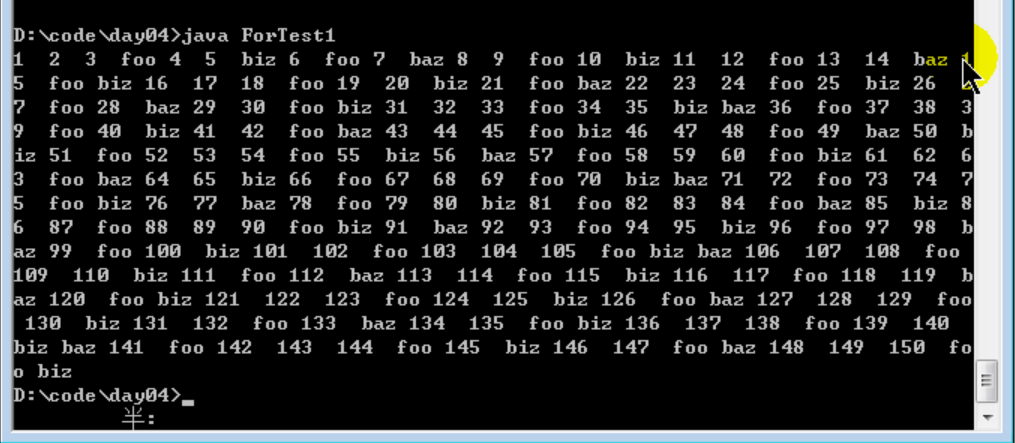 D:\code\day04>java ForTest1
1  2  3  foo 4  5  biz 6  foo 7  baz 8  9  foo 10  biz 11  12  foo 13  14  baz 1
5  foo biz 16  17  18  foo 19  20  biz 21  foo baz 22  23  24  foo 25  biz 26  2
7  foo 28  baz 29  30  foo biz 31  32  33  foo 34  35  biz baz 36  foo 37  38  3
9  foo 40  biz 41  42  foo baz 43  44  45  foo biz 46  47  48  foo 49  baz 50  b
iz 51  foo 52  53  54  foo 55  biz 56  baz 57  foo 58  59  60  foo biz 61  62  6
3  foo baz 64  65  biz 66  foo 67  68  69  foo 70  biz baz 71  72  foo 73  74  7
5  foo biz 76  77  baz 78  foo 79  80  biz 81  foo 82  83  84  foo baz 85  biz 8
6  87  foo 88  89  90  foo biz 91  baz 92  93  foo 94  95  biz 96  foo 97  98  b
az 99  foo 100  biz 101  102  foo 103  104  105  foo biz baz 106  107  108  foo
109  110  biz 111  foo 112  baz 113  114  foo 115  biz 116  117  foo 118  119  b
az 120  foo biz 121  122  123  foo 124  125  biz 126  foo baz 127  128  129  foo
 130  biz 131  132  foo 133  baz 134  135  foo biz 136  137  138  foo 139  140
biz baz 141  foo 142  143  144  foo 145  biz 146  147  foo baz 148  149  150  fo
o biz
D:\code\day04>_
半: